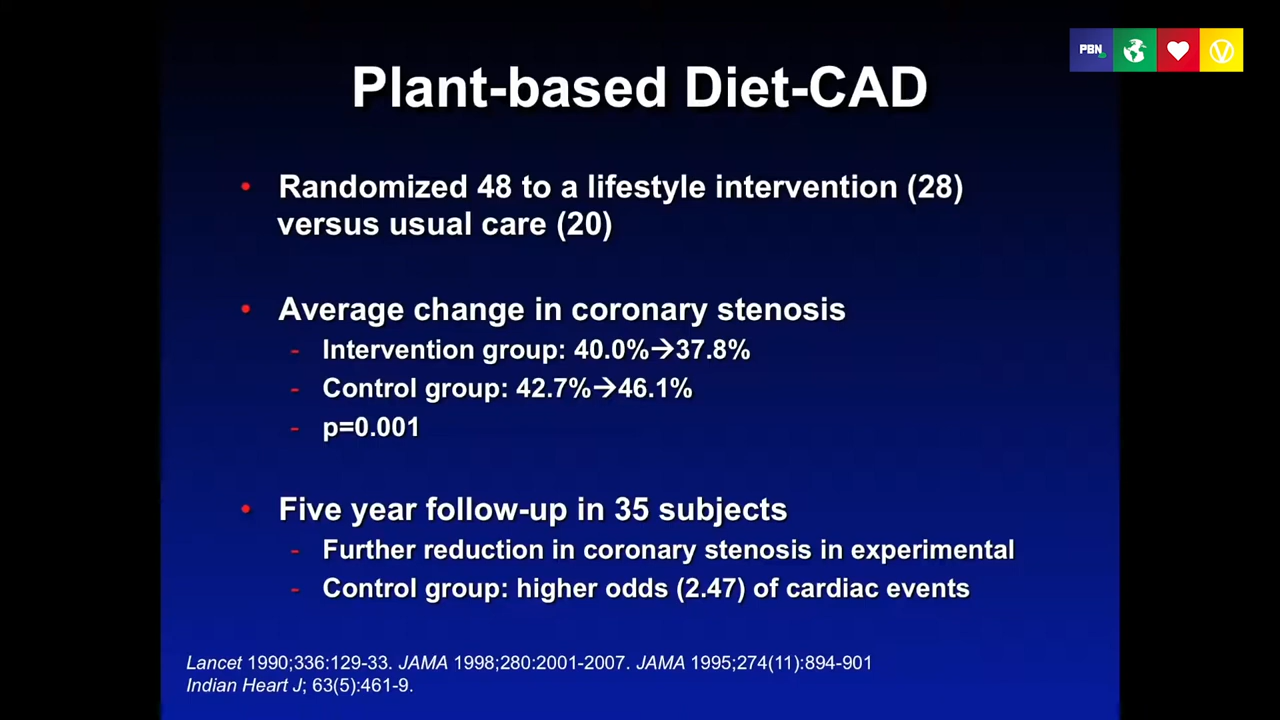 PBN
Plant-based Diet-CAD
• Randomized 48 to a lifestyle intervention (28)
versus usual care (20)
• Average change in coronary stenosis
- Intervention group: 40.0%→37.8%
- Control group: 42.7%→46.1%
- p=0.001
• Five year follow-up in 35 subjects
- Further reduction in coronary stenosis in experimental
- Control group: higher odds (2.47) of cardiac events
Lancet 1990;336:129-33. JAMA 1998;280:2001-2007. JAMA 1995;274(11):894-901
Indian Heart J; 63(5):461-9.